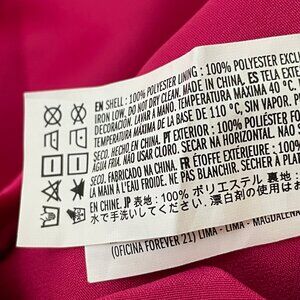 EN SHELL : 100% POLYESTER LINING : 100% POLYESTER EXCLU
IRON LOW. DO NOT DRY CLEAN. MADE IN CHINA. ES TELA EXTER
DECORACIÓN. LAVAR A MANO. TEMPERATURA MÁXIMA 40 °C.
TEMPERATURA MÁXIMA DE LA BASE DE 110 °C, SIN VAPOR.
SECO. HECHO EN CHINA. PT EXTERIOR : 100% POLIÉSTER FO
ÁGUA FRIA. NÃO USAR CLORO. SECAR NA HORIZONTAL. NÃO
SECO. FABRICADO NA CHINA. FR ÉTOFFE EXTÉRIEURE : 100%
LA MAIN À L'EAU FROIDE. NE PAS BLANCHIR. SÉCHER À PLAT
EN CHINE. JP 表地 : 100% ポリエステル 裏地 :
水で手洗いしてください。漂白剤の使用はお
(OFICINA FOREVER 21) LIMA - LIMA - MAGDALENA